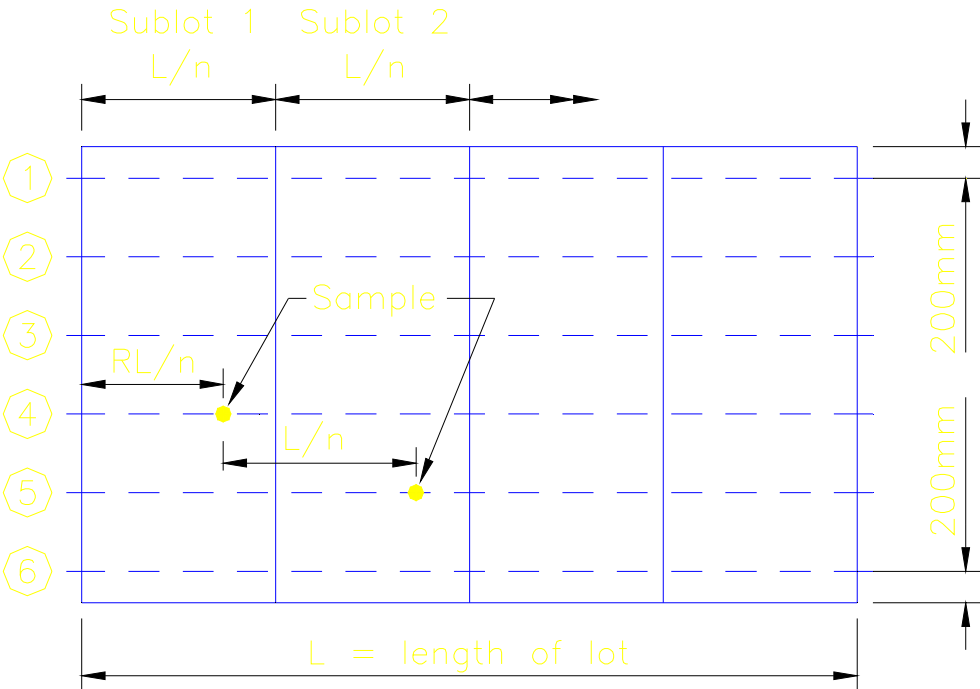 Sublot 1 Sublot 2
L/n L/n
1
2
200mm
Sample
3
RL/n
4
L/n
200mm
5
6
L = length of lot